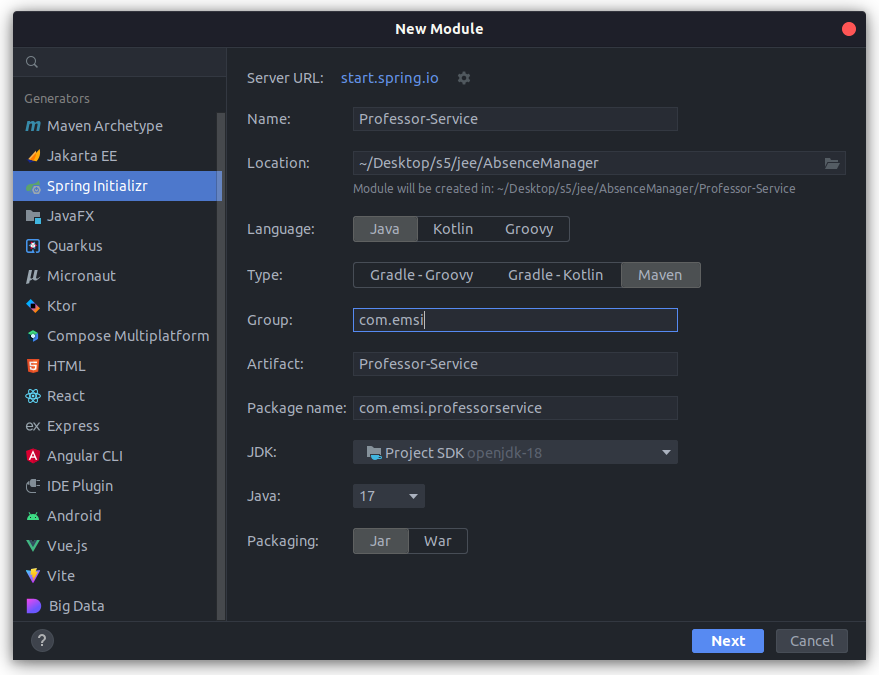 New Module
Generators
Maven Archetype
Jakarta EE
Spring Initializr
JavaFX
Quarkus
Micronaut
Ktor
Compose Multiplatform
HTML
React
Express
Angular CLI
IDE Plugin
Android
Vue.js
Vite
Big Data
Server URL: start.spring.io
Name: Professor-Service
Location: ~/Desktop/s5/jee/AbsenceManager
Module will be created in: ~/Desktop/s5/jee/AbsenceManager/Professor-Service
Language: Java Kotlin Groovy
Type: Gradle - Groovy Gradle - Kotlin Maven
Group: com.emsi
Artifact: Professor-Service
Package name: com.emsi.professorservice
JDK: Project SDK openjdk-18
Java: 17
Packaging: Jar War
? Next Cancel